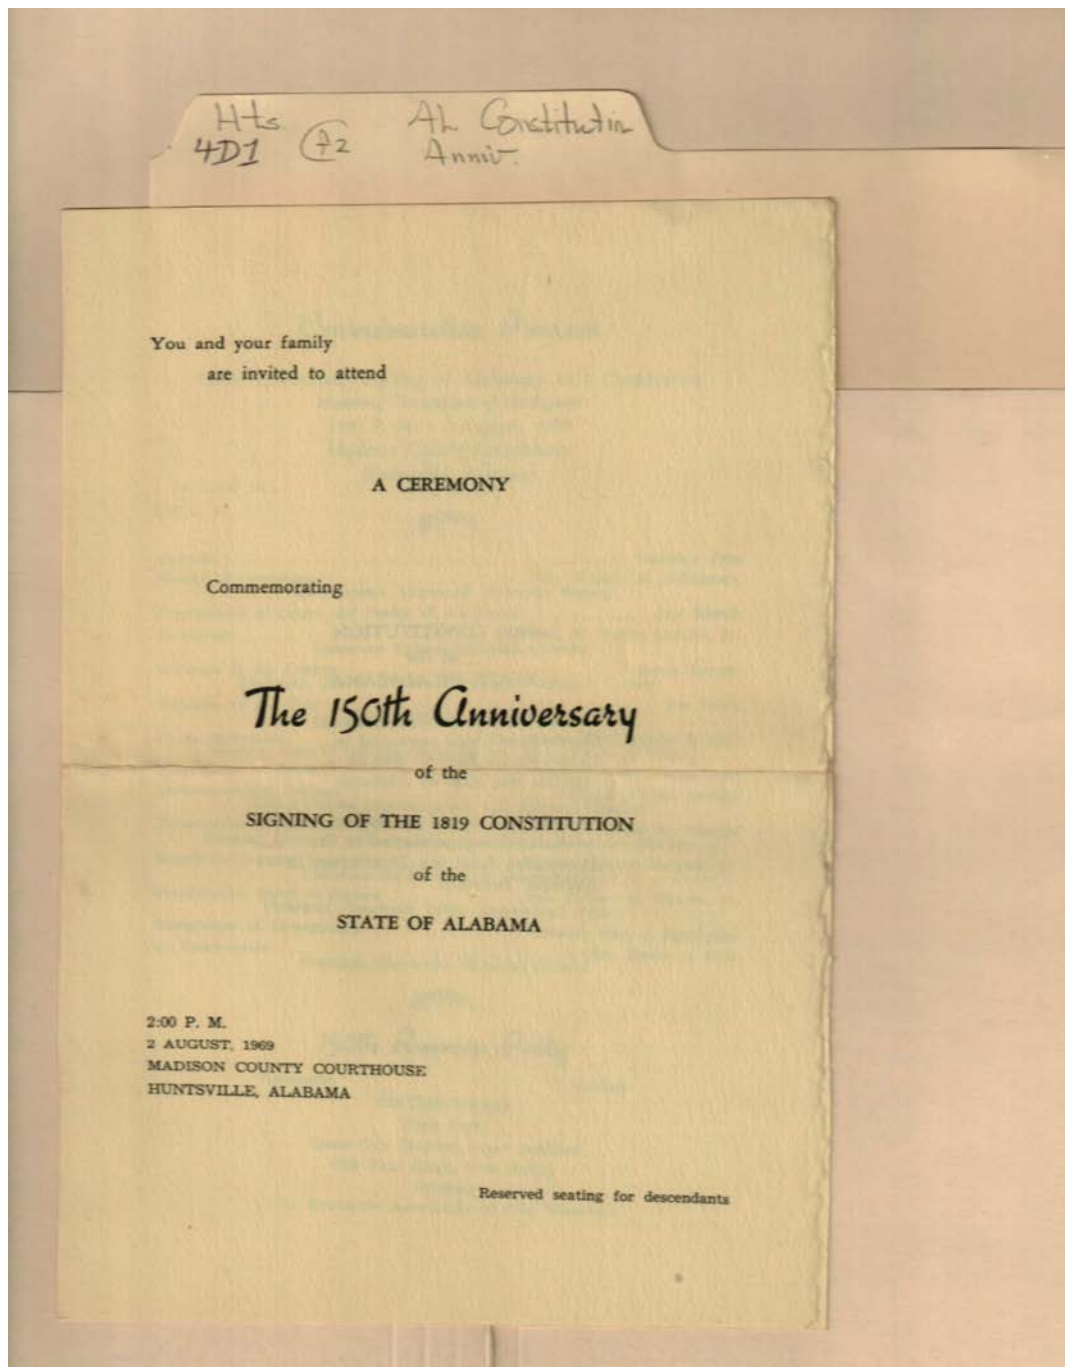 Hts AL Constitutin
4D1 Anniv.
You and your family
are invited to attend
A CEREMONY
Commemorating
The 150th Anniversary
of the
SIGNING OF THE 1819 CONSTITUTION
of the
STATE OF ALABAMA
2:00 P. M.
2 AUGUST, 1969
MADISON COUNTY COURTHOUSE
HUNTSVILLE, ALABAMA
Reserved seating for descendants